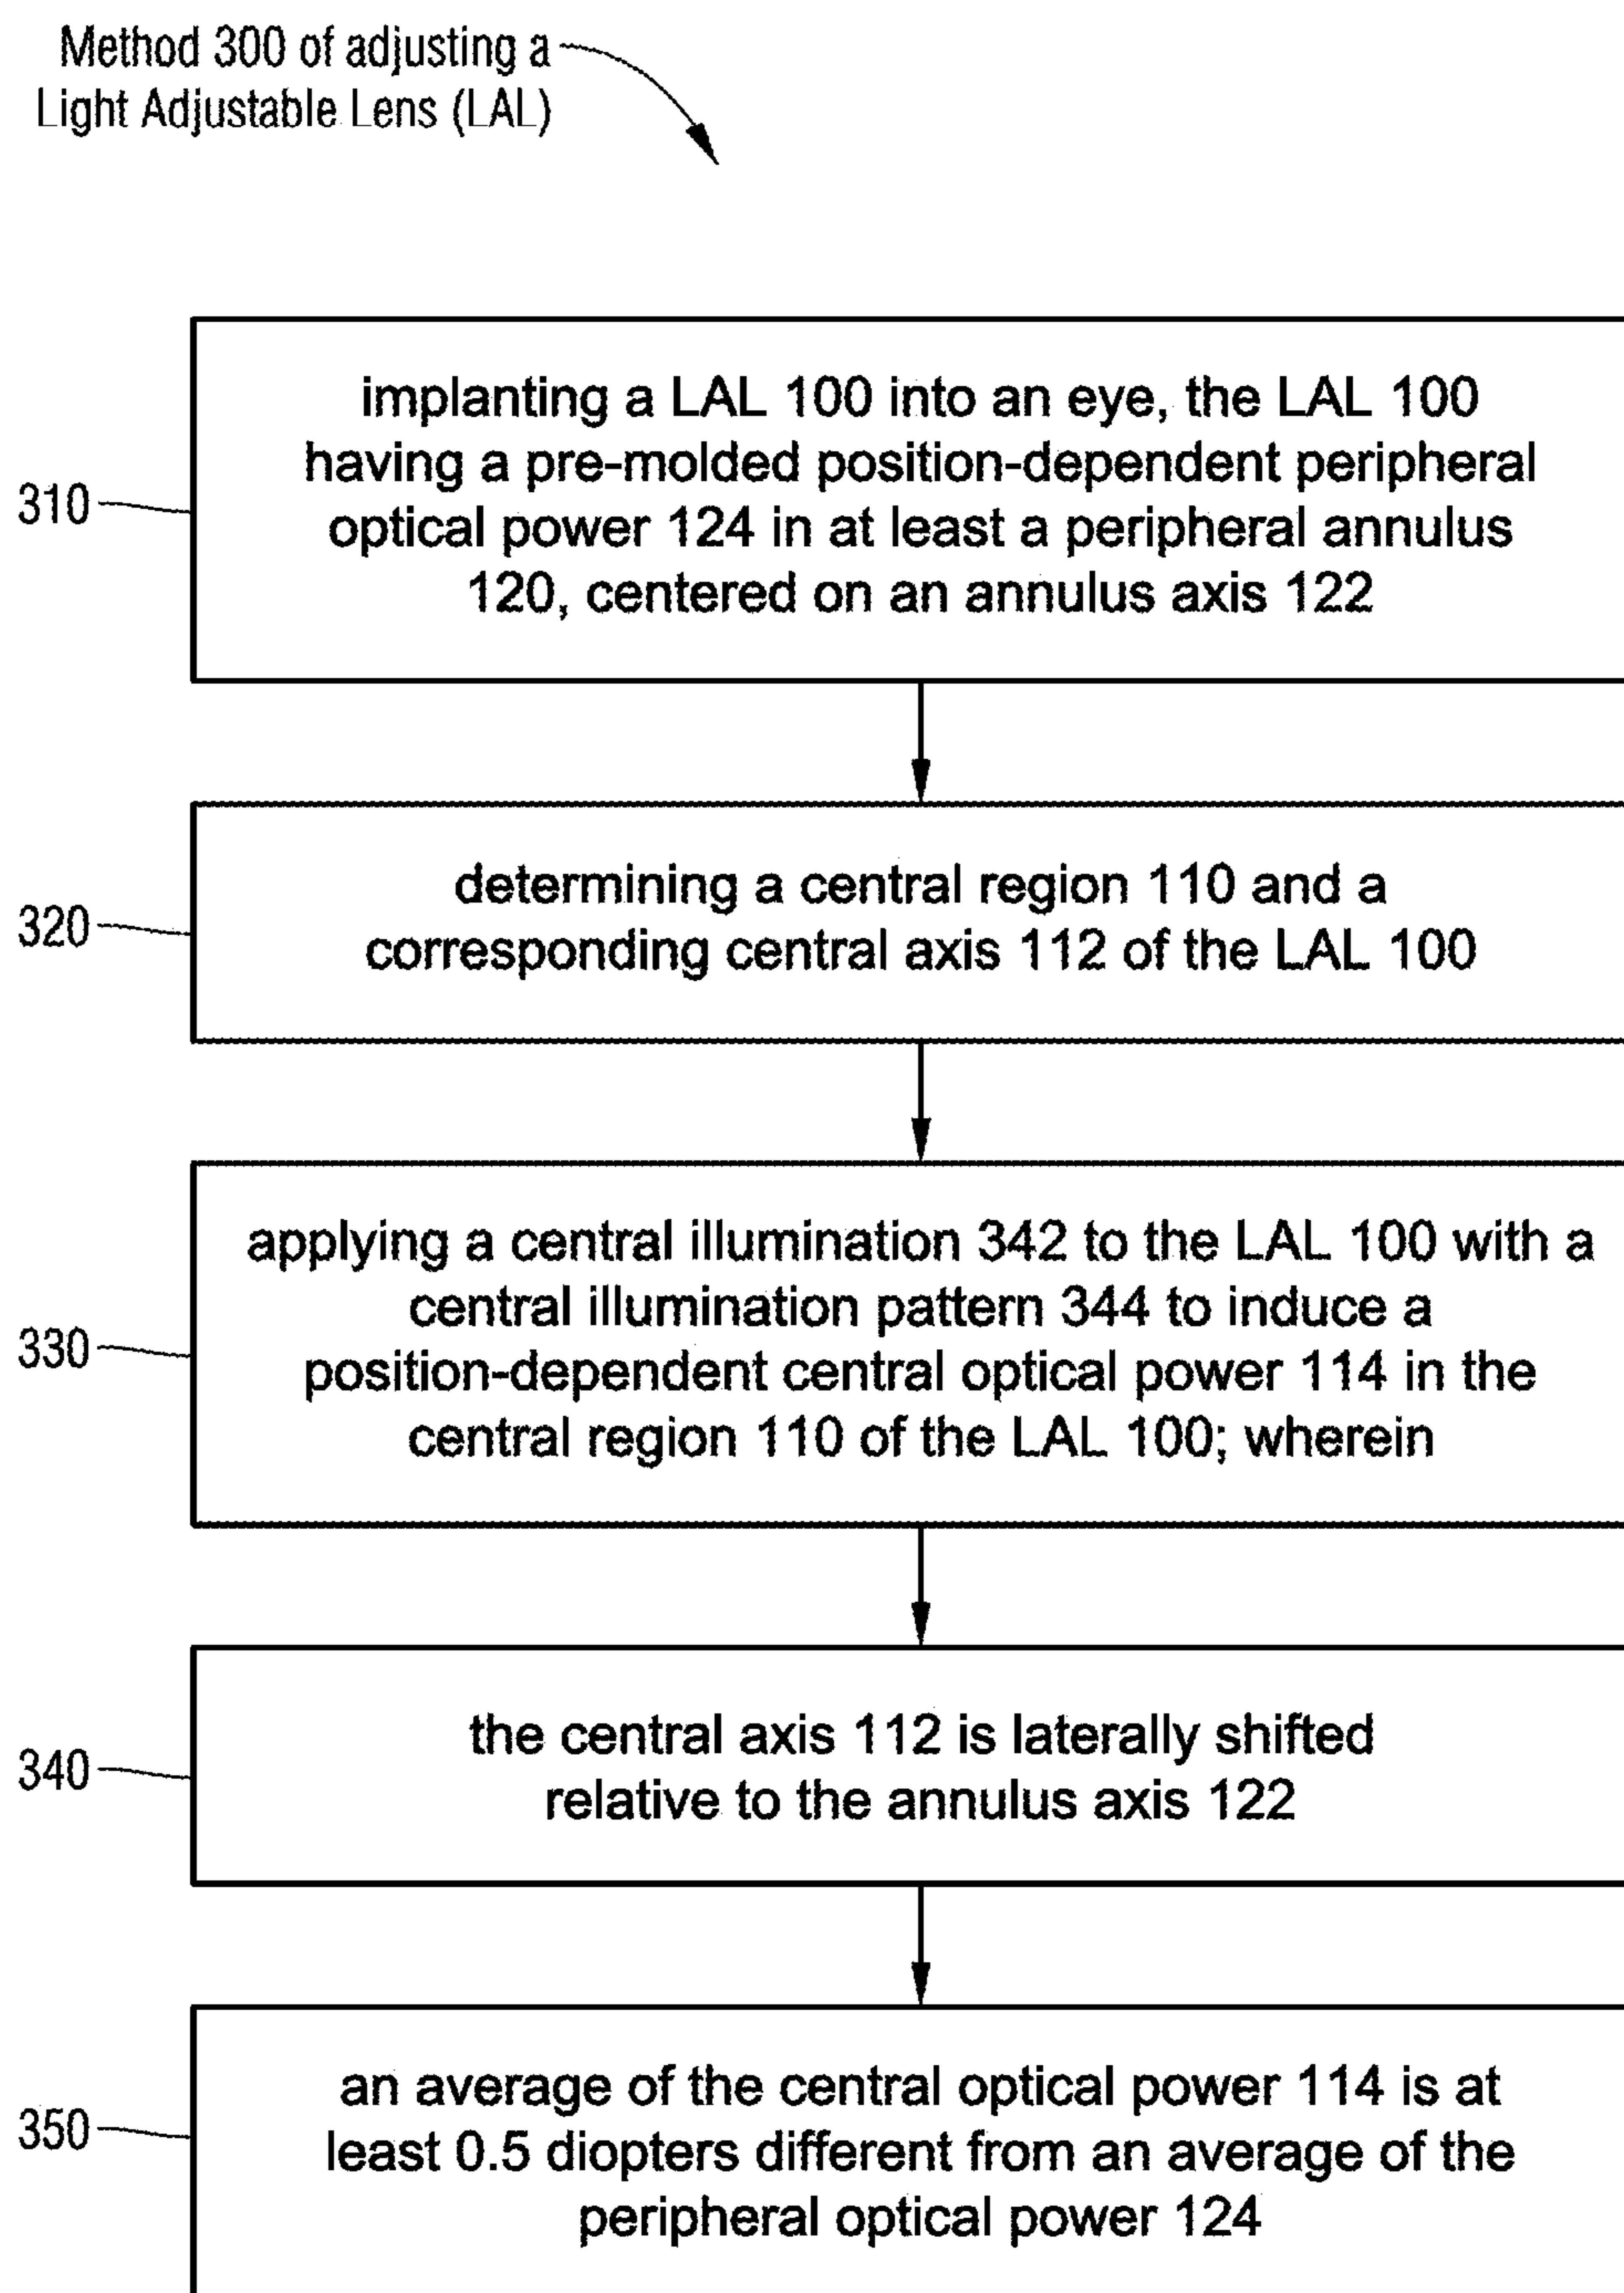 Method 300 of adjusting a
Light Adjustable Lens (LAL)
310
implanting a LAL 100 into an eye, the LAL 100
having a pre-molded position-dependent peripheral
optical power 124 in at least a peripheral annulus
120, centered on an annulus axis 122
320
determining a central region 110 and a
corresponding central axis 112 of the LAL 100
330
applying a central illumination 342 to the LAL 100 with a
central illumination pattern 344 to induce a
position-dependent central optical power 114 in the
central region 110 of the LAL 100; wherein
340
the central axis 112 is laterally shifted
relative to the annulus axis 122
350
an average of the central optical power 114 is at
least 0.5 diopters different from an average of the
peripheral optical power 124